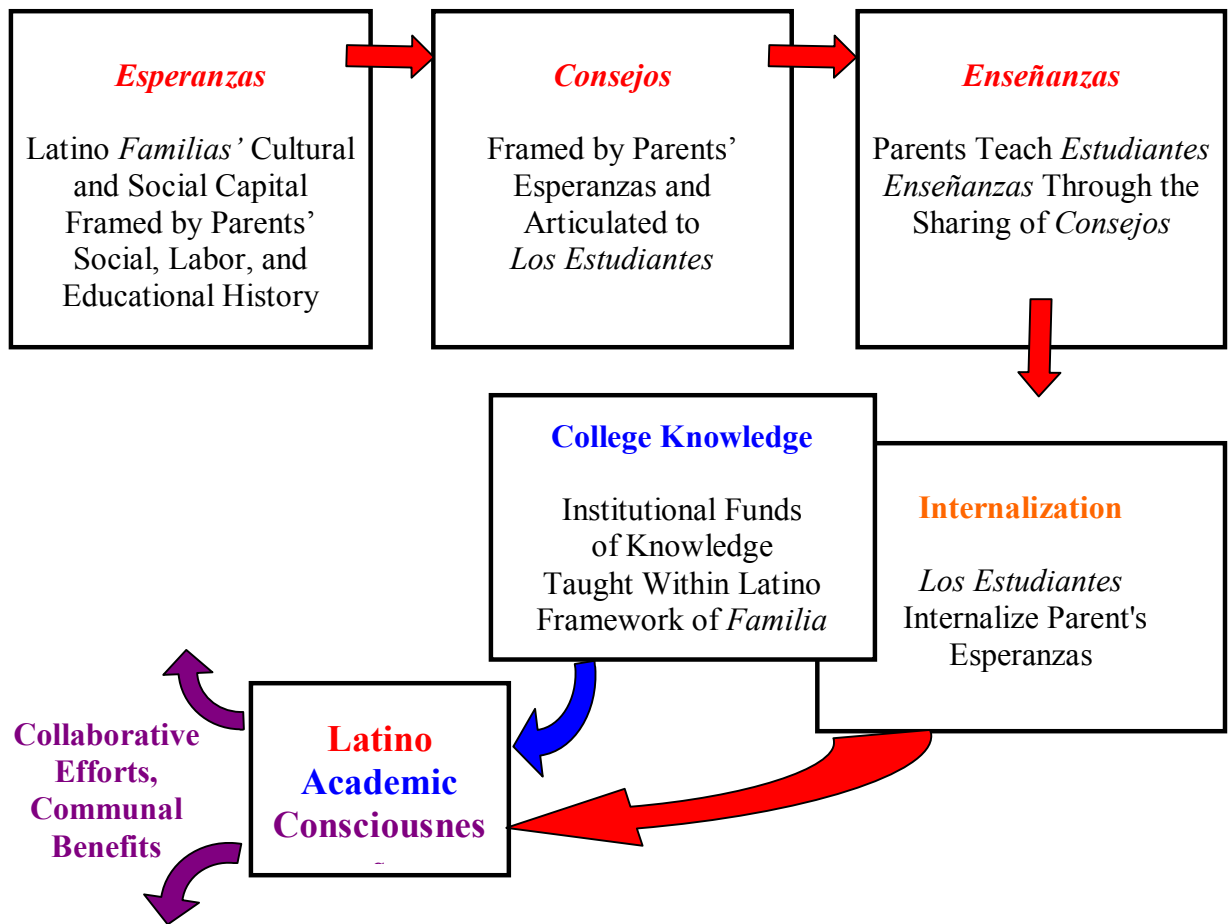 Esperanzas
Latino Familias’ Cultural
and Social Capital
Framed by Parents’
Social, Labor, and
Educational History
Consejos
Framed by Parents’
Esperanzas and
Articulated to
Los Estudiantes
Enseñanzas
Parents Teach Estudiantes
Enseñanzas Through the
Sharing of Consejos
College Knowledge
Institutional Funds
of Knowledge
Taught Within Latino
Framework of Familia
Internalization
Los Estudiantes
Internalize Parent's
Esperanzas
Latino
Academic
Consciousnes
Collaborative
Efforts,
Communal
Benefits